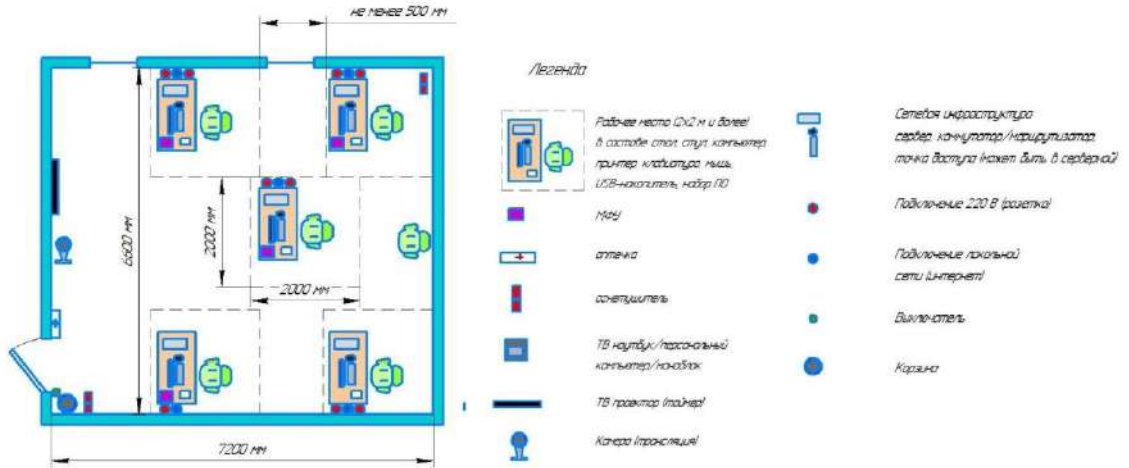 не менее 500 мм
6600 мм
2000 мм
2000 мм
7200 мм
Легенда
Рабочее место (2х2 м и более)
в составе стол, стул, компьютер,
принтер, клавиатура, мышь,
USB-накопитель, набор ПО
МФУ
аптечка
огнетушитель
ТВ ноутбук/персональный
компьютер/моноблок
ТВ проектор (таймер)
Камера (трансляция)
Сетевая инфраструктура
сервер, коммутатор/маршрутизатор,
точка доступа (может быть в серверной)
Подключение 220 В (розетка)
Подключение локальной
сети (интернет)
Выключатель
Корзина